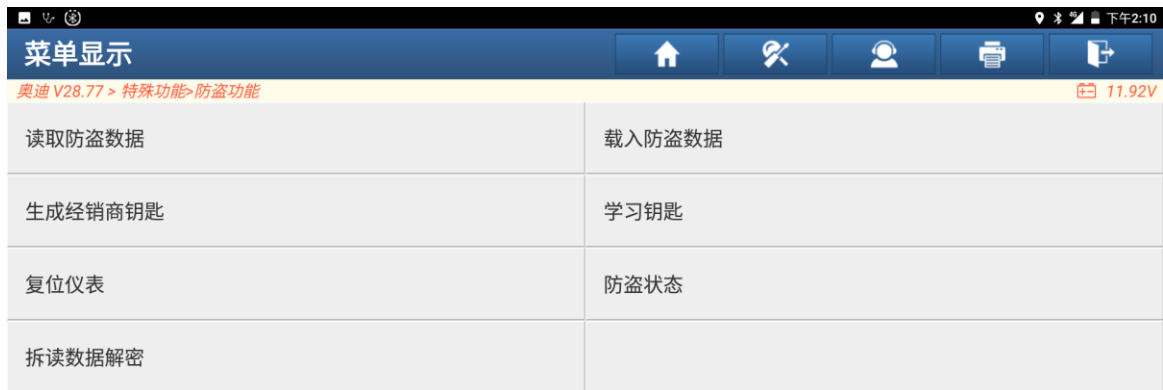 4G 下午2:10
菜单显示
奥迪 V28.77 > 特殊功能>防盗功能 11.92V
读取防盗数据 载入防盗数据
生成经销商钥匙 学习钥匙
复位仪表 防盗状态
拆读数据解密